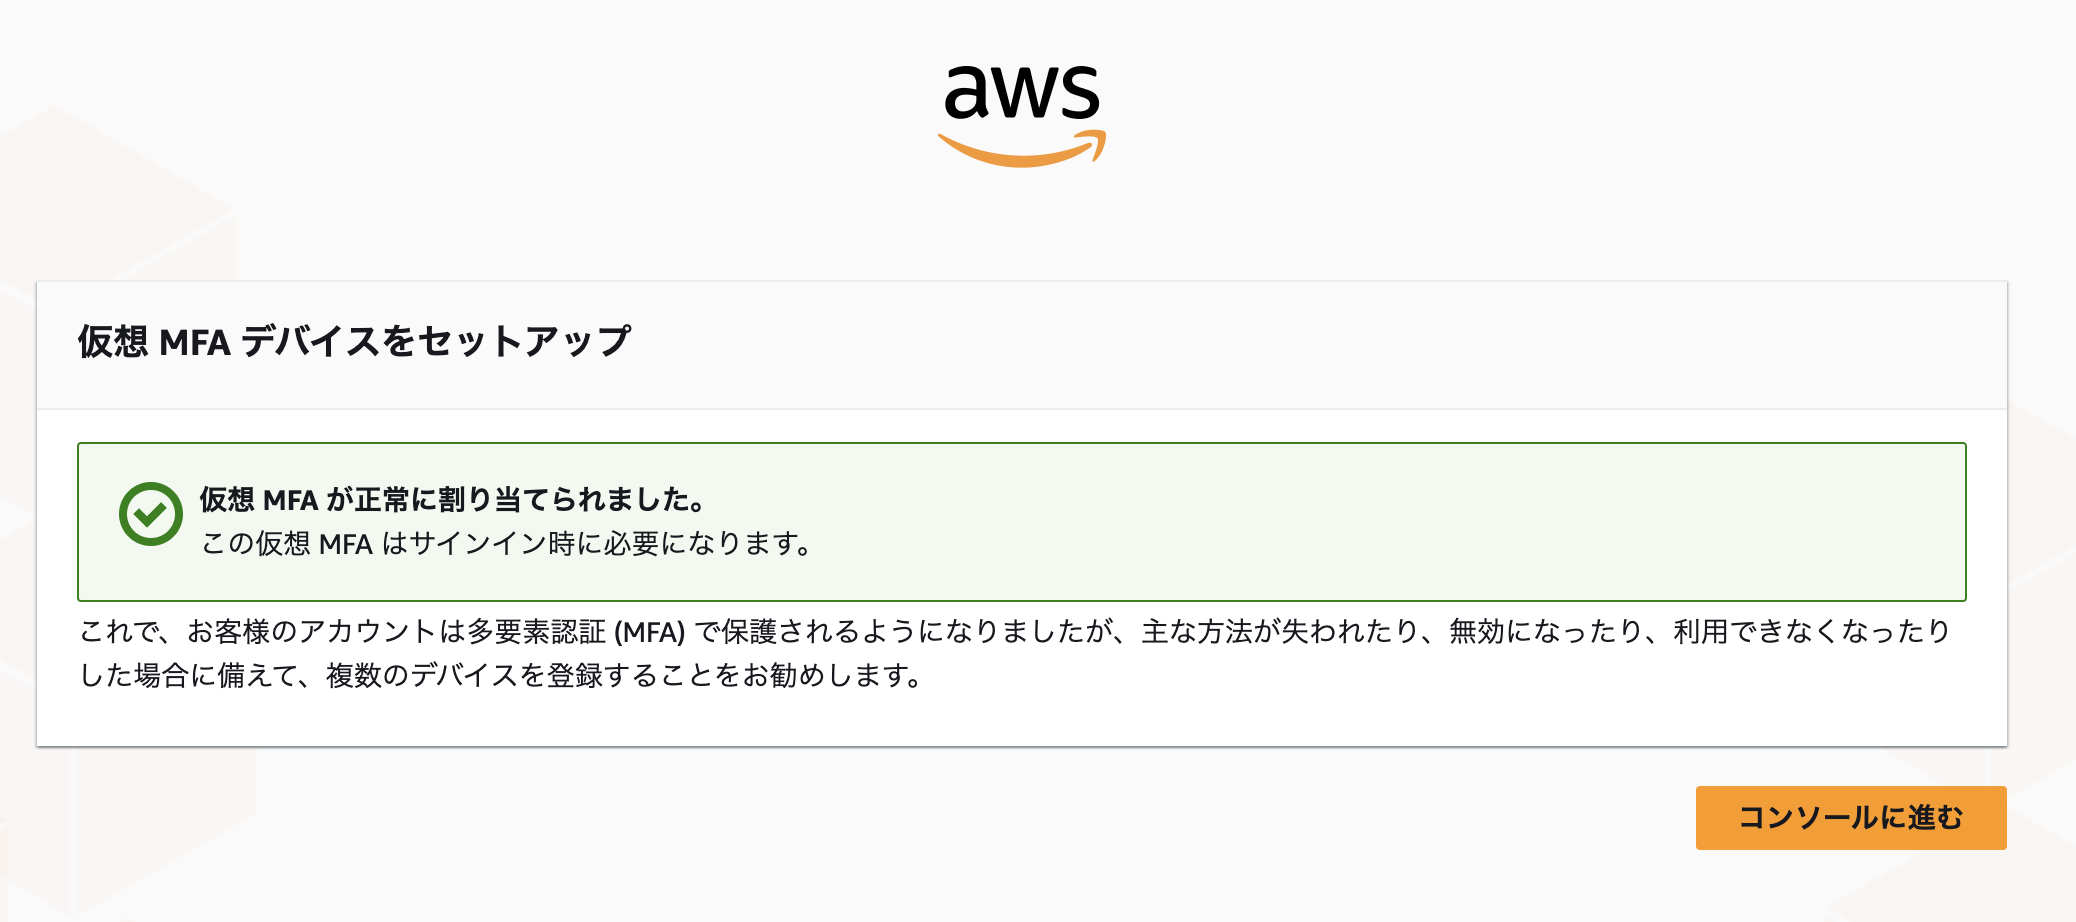 aws
仮想 MFA デバイスをセットアップ
仮想 MFA が正常に割り当てられました。
この仮想 MFA はサインイン時に必要になります。
これで、お客様のアカウントは多要素認証 (MFA) で保護されるようになりましたが、主な方法が失われたり、無効になったり、利用できなくなったり
した場合に備えて、複数のデバイスを登録することをお勧めします。
コンソールに進む